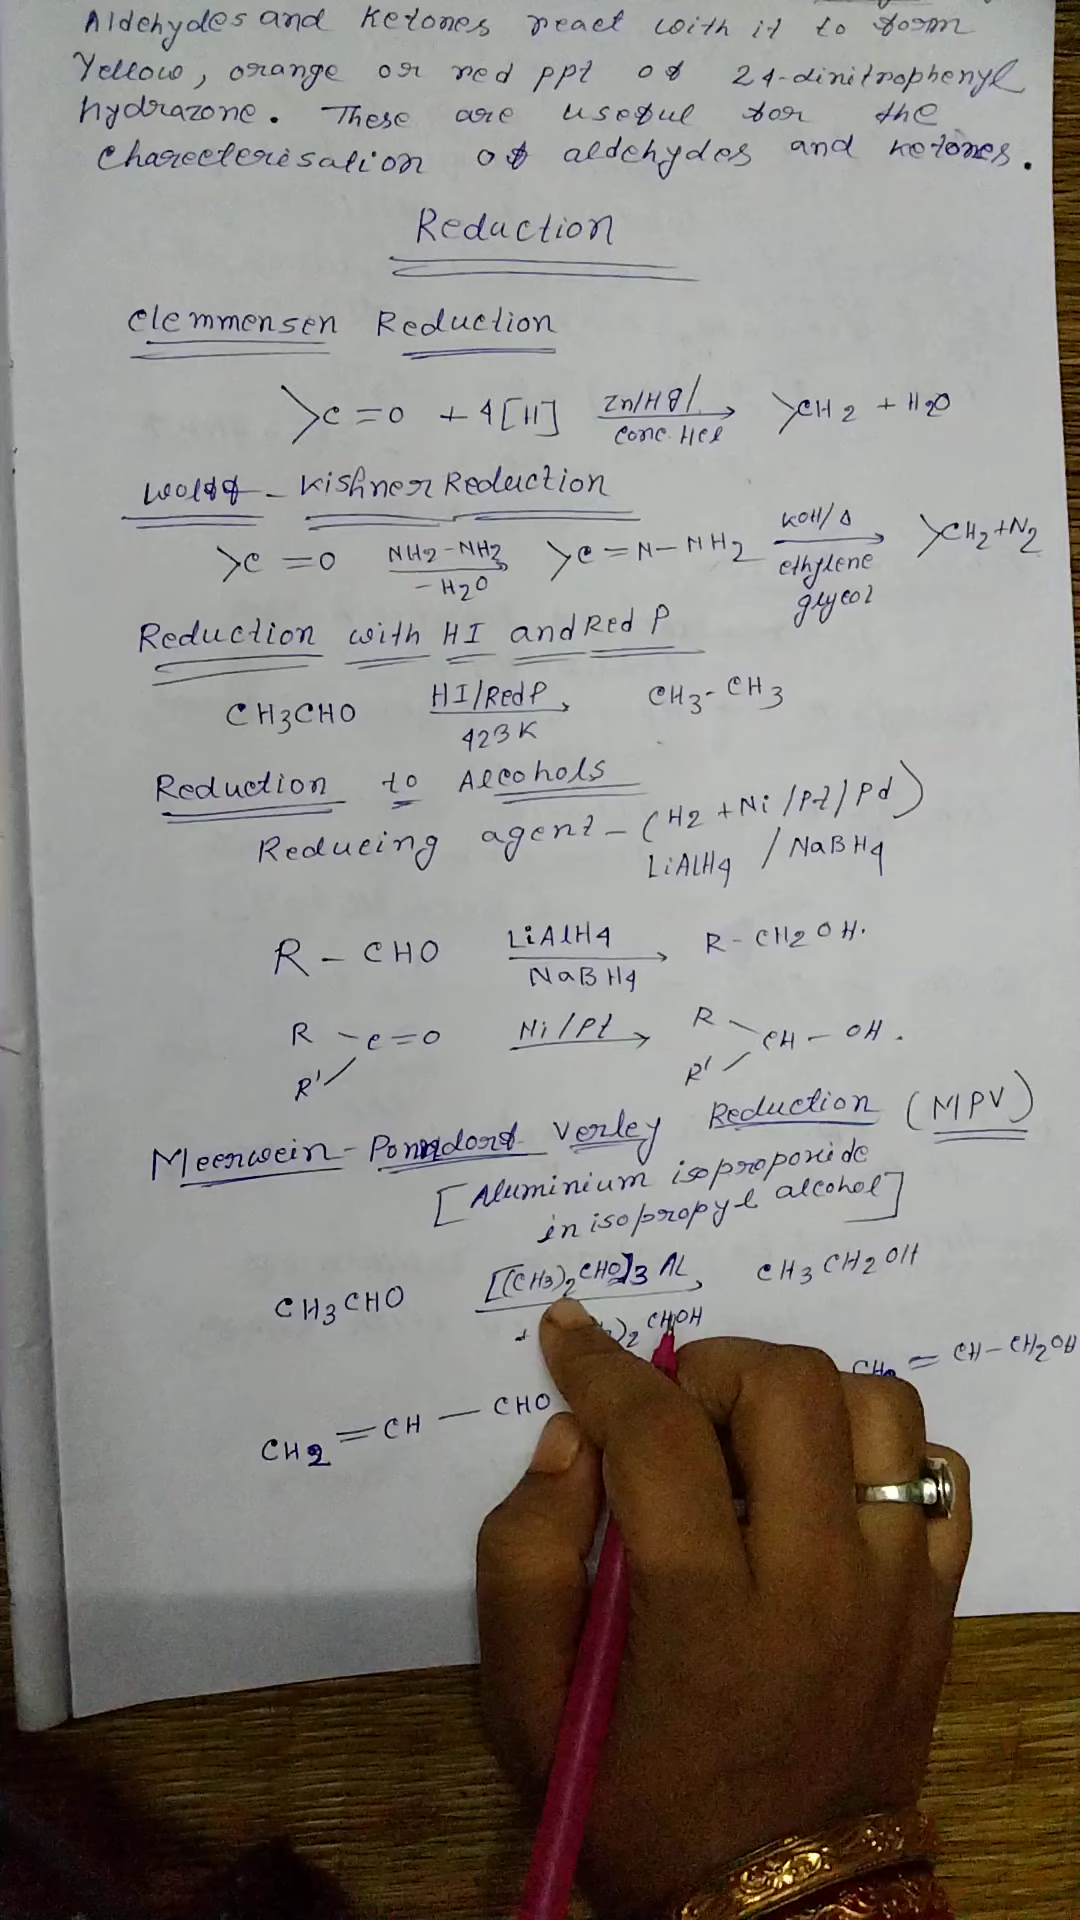 Aldehydes and Ketones react with it to form
Yellow, orange or red ppt of 24-dinitrophenyl
hydrazone. These are useful for the
Charecterisation of aldehydes and ketones.
Reduction
Clemmensen Reduction
>C=O + 4[H] Zn/Hg/ conc. HCl → >CH2 + H2O
Wolff - Kishner Reduction
>C=O NH2-NH2 -H2O → >C=N-NH2 KOH/Δ ethylene glycol → >CH2+N2
Reduction with HI and Red P
CH3CHO HI/Red P 423K → CH3-CH3
Reduction to Alcohols
Reducing agent - (H2 + Ni/Pt/Pd)
LiAlH4 / NaBH4
R-CHO LiAlH4 NaBH4 → R-CH2OH.
R R' C=O Ni/Pt → R R' CH-OH.
Meerwein-Ponndorf Verley Reduction (MPV)
[Aluminium isopropoxide
in isopropyl alcohol]
CH3CHO [(CH3)2CHO]3 Al → CH3CH2OH
+ )2 CHOH
CH2=CH-CHO CH2=CH-CH2OH